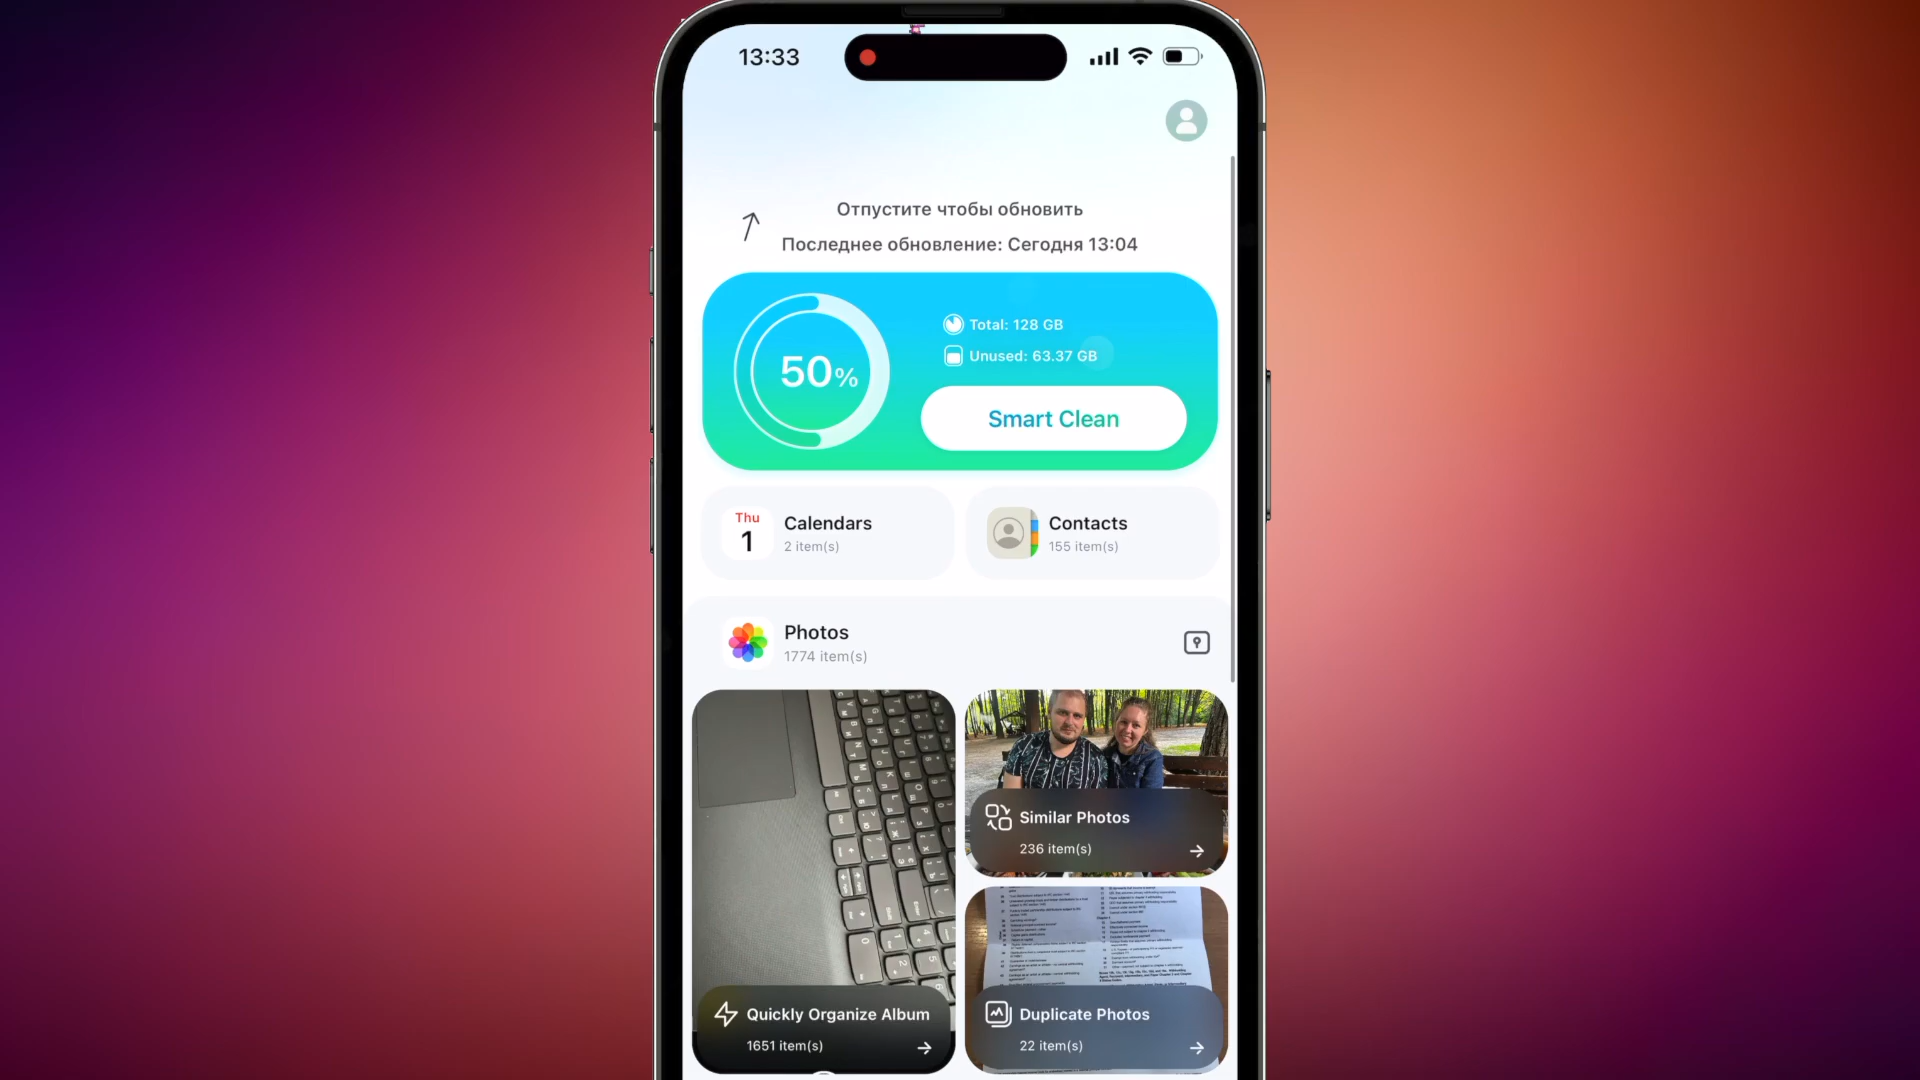 13:33
Отпустите чтобы обновить
Последнее обновление: Сегодня 13:04
50%
Total: 128 GB
Unused: 63.37 GB
Smart Clean
Thu
1
Calendars
2 item(s)
Contacts
155 item(s)
Photos
1774 item(s)
Similar Photos
236 item(s)
Quickly Organize Album
1651 item(s)
Duplicate Photos
22 item(s)